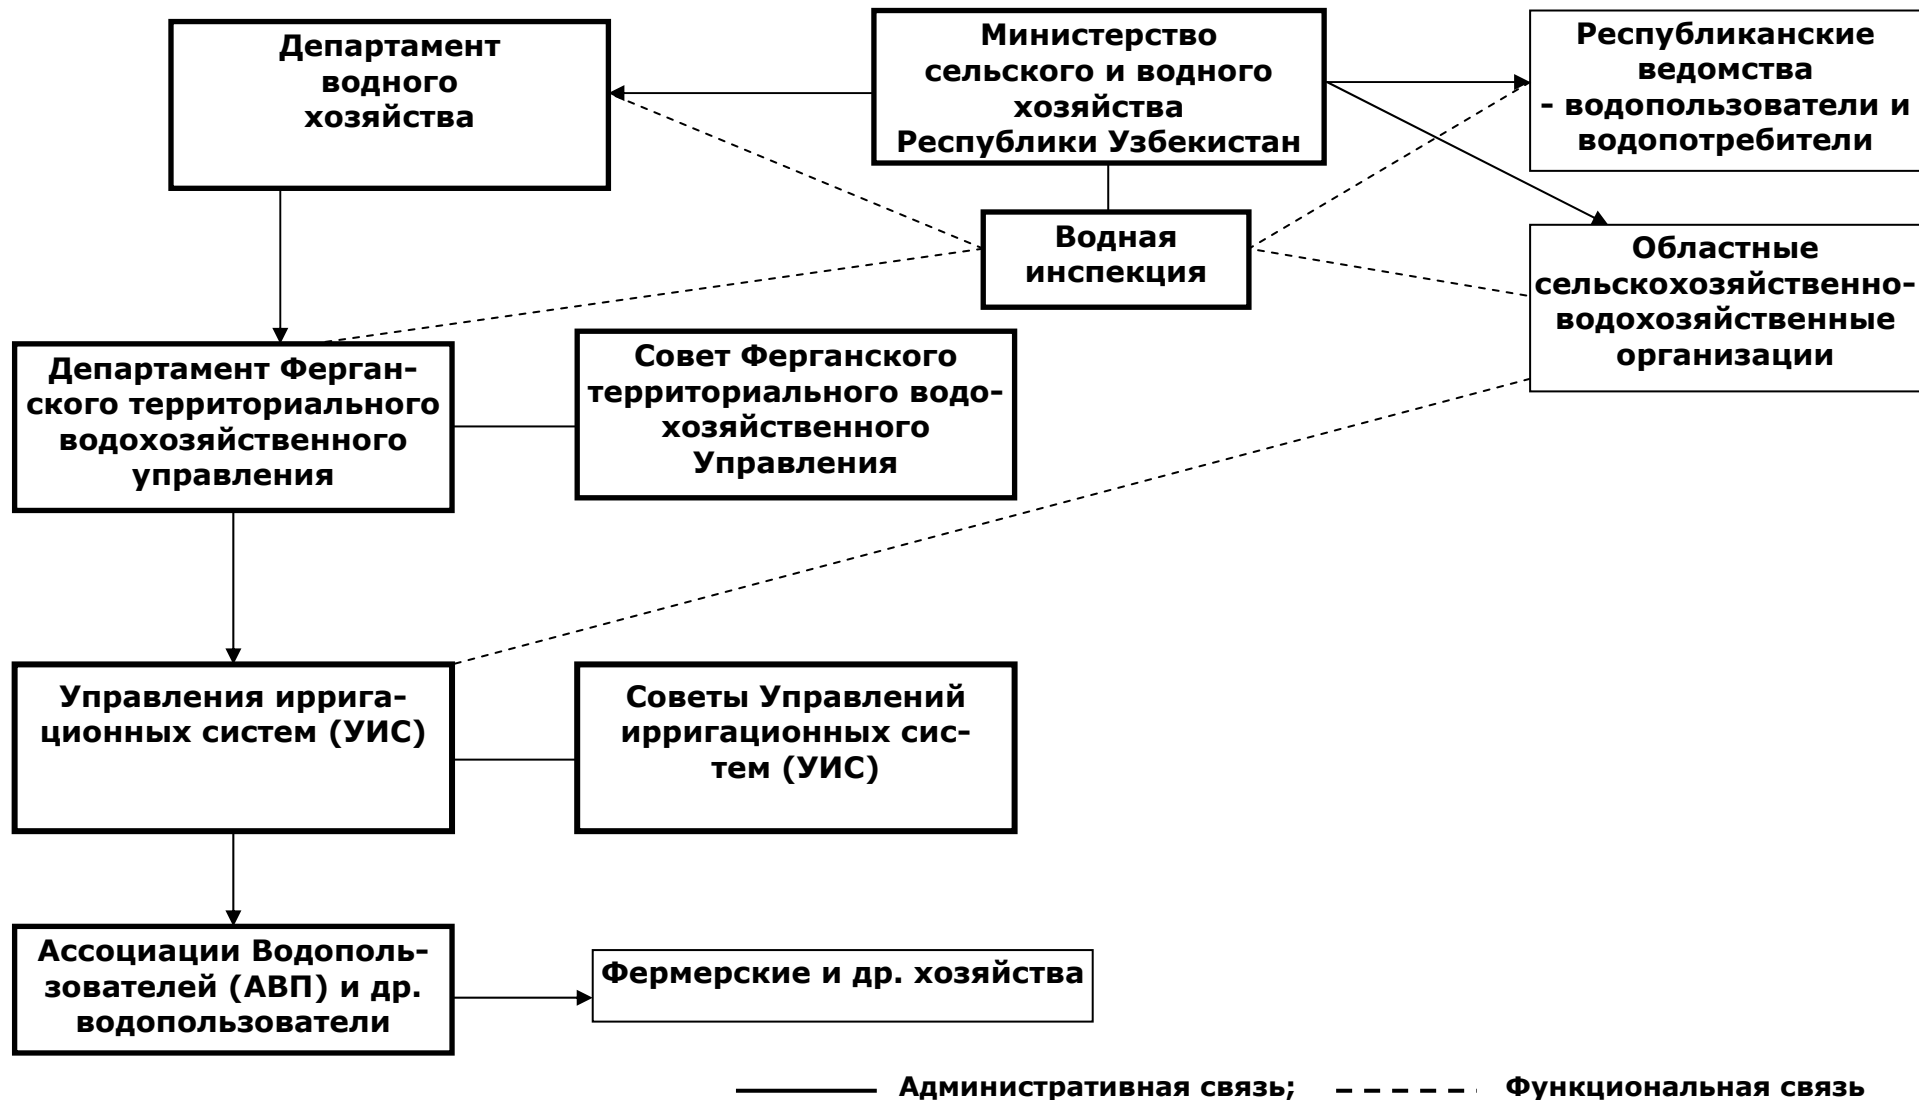 Департамент
водного
хозяйства
Министерство
сельского и водного
хозяйства
Республики Узбекистан
Республиканские
ведомства
- водопользователи и
водопотребители
Водная
инспекция
Областные
сельскохозяйственно-
водохозяйственные
организации
Департамент Ферган-
ского территориального
водохозяйственного
управления
Совет Ферганского
территориального водо-
хозяйственного
Управления
Управления иррига-
ционных систем (УИС)
Советы Управлений
ирригационных сис-
тем (УИС)
Ассоциации Водополь-
зователей (АВП) и др.
водопользователи
Фермерские и др. хозяйства
Административная связь;
Функциональная связь